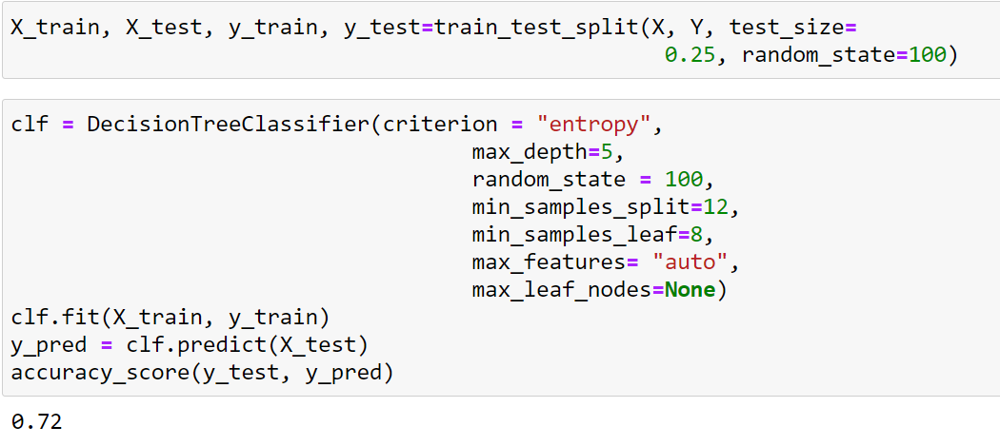 X_train, X_test, y_train, y_test=train_test_split(X, Y, test_size=
0.25, random_state=100)
clf = DecisionTreeClassifier(criterion = "entropy",
max_depth=5,
random_state = 100,
min_samples_split=12,
min_samples_leaf=8,
max_features= "auto",
max_leaf_nodes=None)
clf.fit(X_train, y_train)
y_pred = clf.predict(X_test)
accuracy_score(y_test, y_pred)
0.72